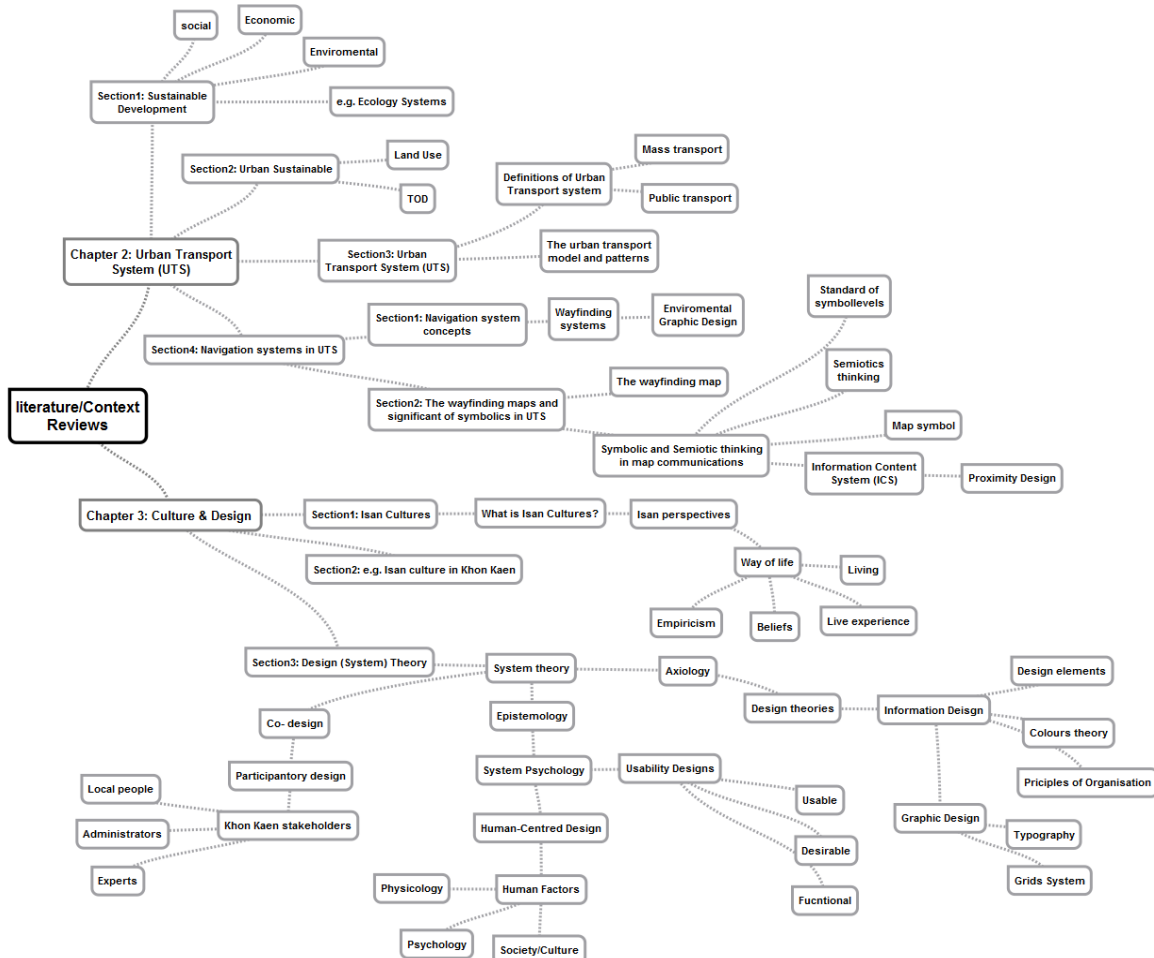 social
Economic
Enviromental
Section1: Sustainable
Development
e.g. Ecology Systems
Section2: Urban Sustainable
Land Use
TOD
Mass transport
Definitions of Urban
Transport system
Public transport
Chapter 2: Urban Transport
System (UTS)
Section3: Urban
Transport System (UTS)
The urban transport
model and patterns
Section4: Navigation systems in UTS
Section1: Navigation system
concepts
Wayfinding
systems
Enviromental
Graphic Design
Standard of
symbollevels
Semiotics
thinking
The wayfinding map
Section2: The wayfinding maps and
significant of symbolics in UTS
Symbolic and Semiotic thinking
in map communications
Map symbol
Information Content
System (ICS)
Proximity Design
literature/Context
Reviews
Chapter 3: Culture & Design
Section1: Isan Cultures
What is Isan Cultures?
Isan perspectives
Way of life
Living
Empiricism
Beliefs
Live experience
Section2: e.g. Isan culture in Khon Kaen
Section3: Design (System) Theory
System theory
Axiology
Design theories
Information Deisgn
Design elements
Colours theory
Priciples of Organisation
Graphic Design
Typography
Grids System
Co- design
Participantory design
Local people
Khon Kaen stakeholders
Administrators
Experts
Epistemology
System Psychology
Usability Designs
Usable
Desirable
Fucntional
Human-Centred Design
Human Factors
Physicology
Psychology
Society/Culture